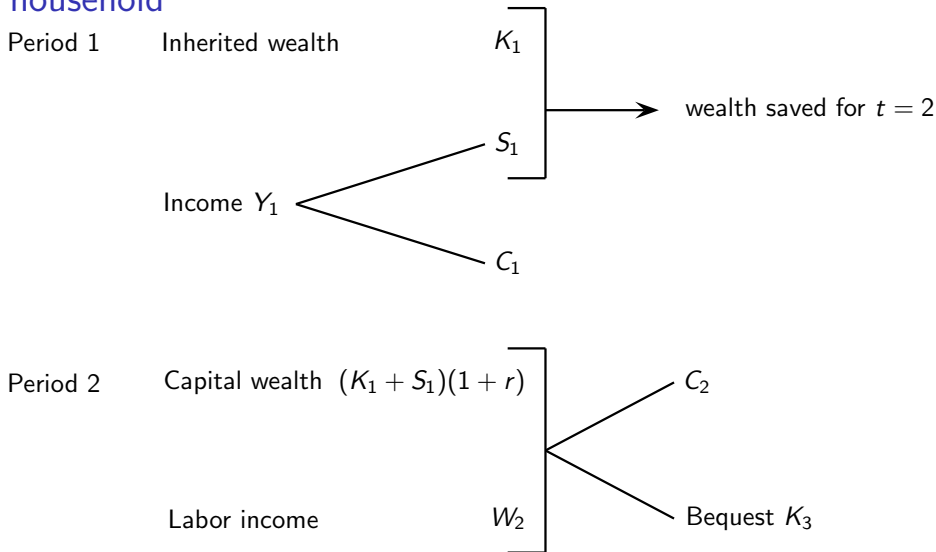 household
Period 1 Inherited wealth K₁
wealth saved for t = 2
S₁
Income Y₁
C₁
Period 2 Capital wealth (K₁ + S₁)(1 + r) C₂
Labor income W₂ Bequest K₃